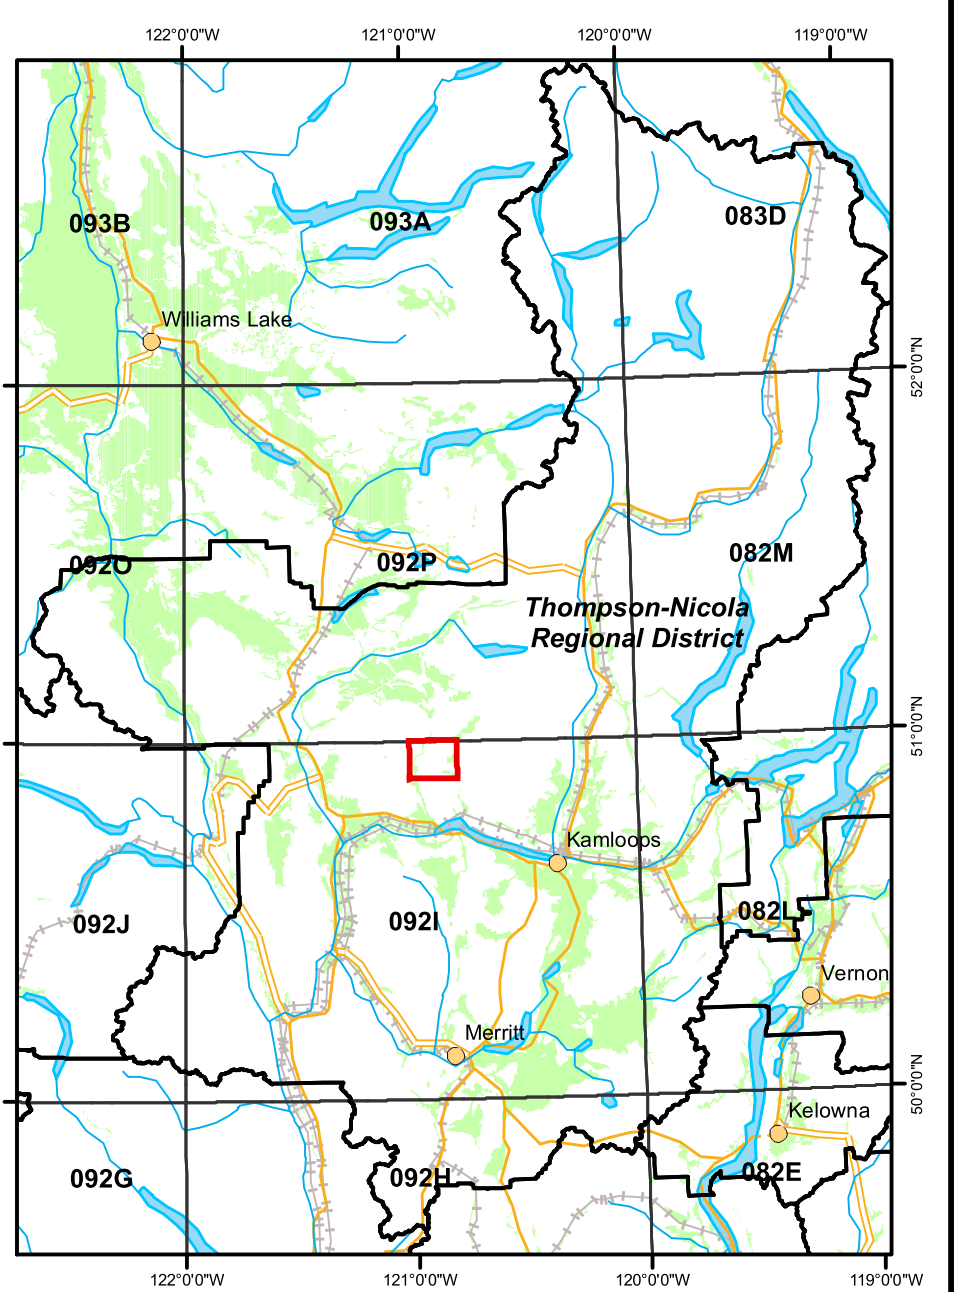 122°0'0"W
121°0'0"W
120°0'0"W
119°0'0"W
093B
093A
083D
Williams Lake
52°0'0"N
092O
092P
082M
Thompson-Nicola
Regional District
51°0'0"N
Kamloops
092J
092I
082L
Vernon
Merritt
50°0'0"N
Kelowna
092G
092H
082E
122°0'0"W
121°0'0"W
120°0'0"W
119°0'0"W